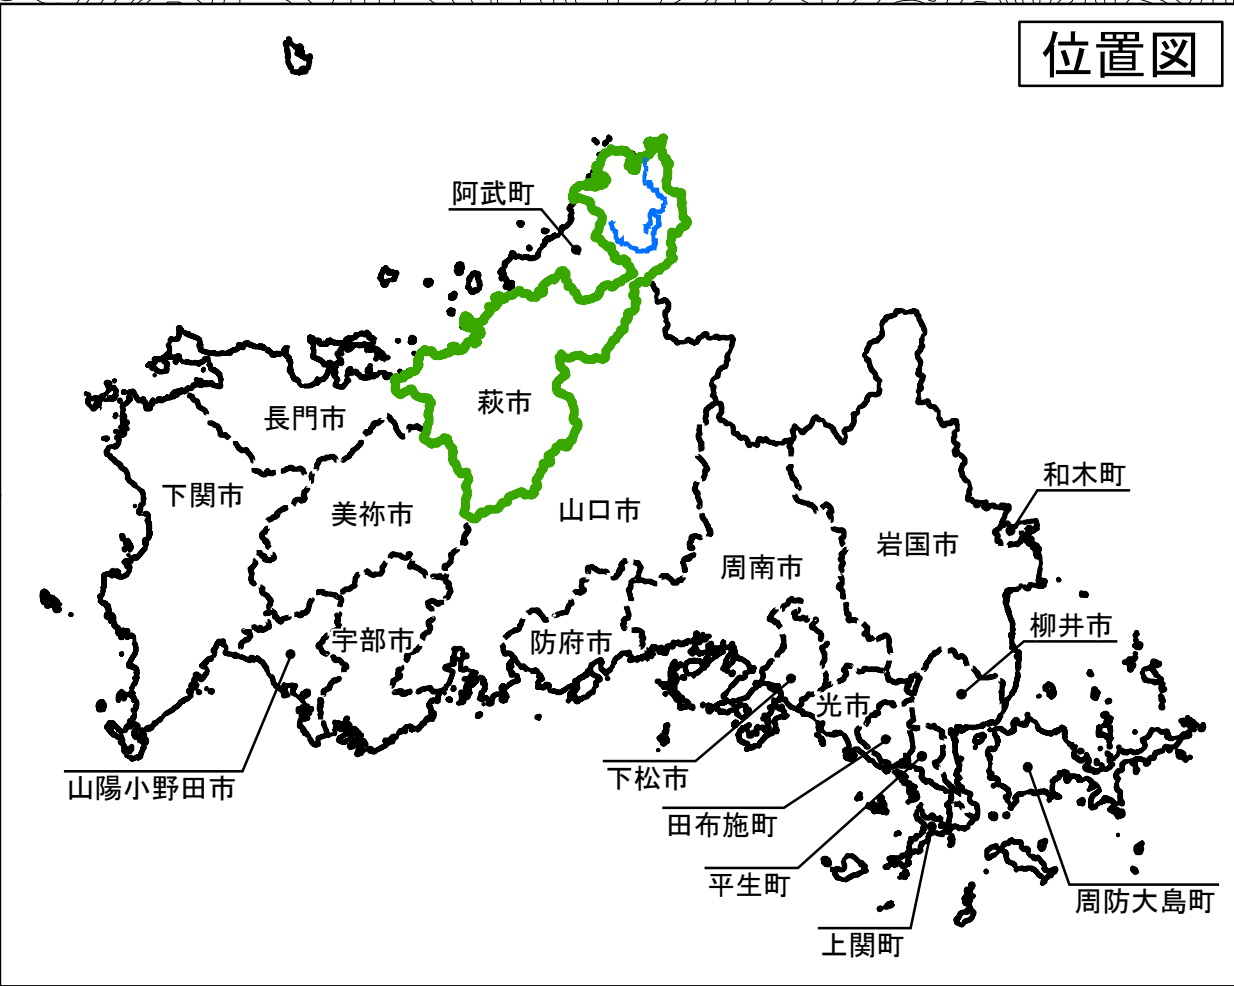 位置図
阿武町
萩市
長門市
和木町
下関市
美祢市
山口市
岩国市
周南市
柳井市
宇部市
防府市
光市
下松市
山陽小野田市
田布施町
平生町
周防大島町
上関町